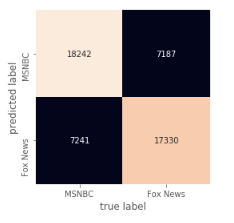 18242 7187
MSNBC
predicted label
7241 17330
Fox News
MSNBC Fox News
true label